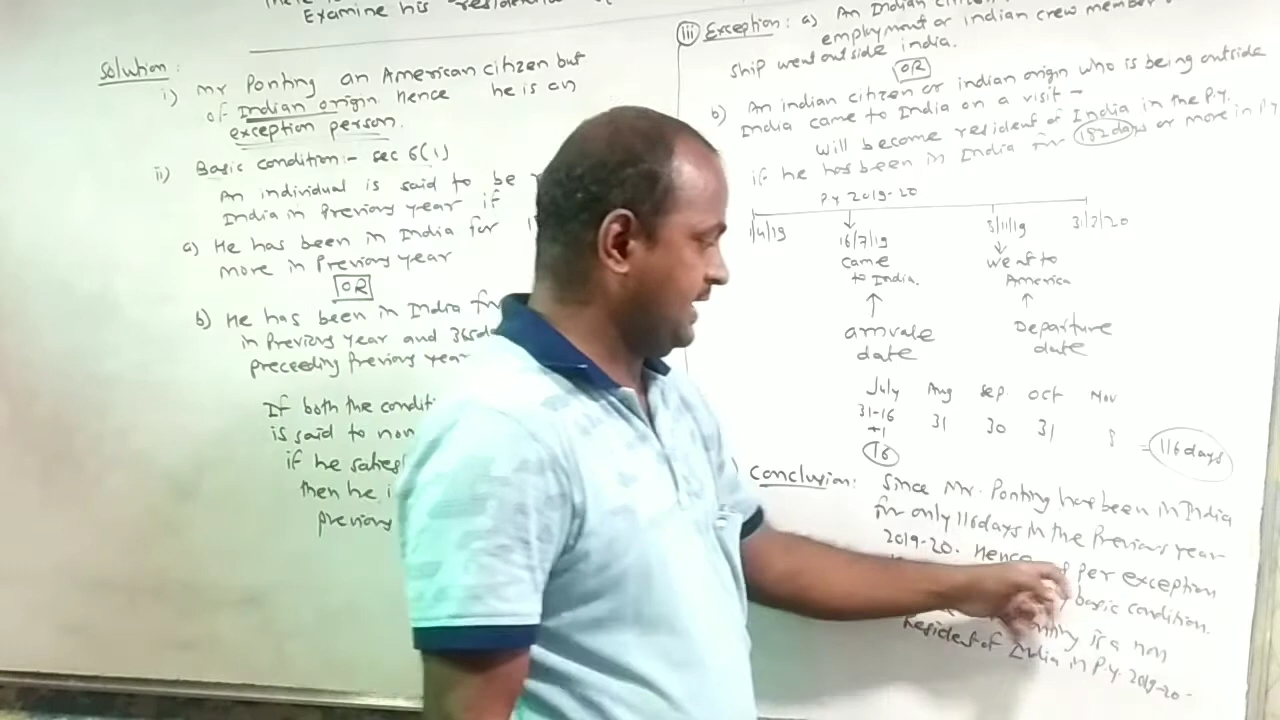 Examine his
Solution :
i) Mr Ponting an American citizen but
of Indian origin. Hence he is an
exception person.
ii) Basic condition:- sec 6(1)
An individual is said to be
India in Previous year if
a) He has been in India for
more in Previous year
OR
b) He has been in India for
in Previous year and 365
preceeding Previous year
If both the conditi
is said to non
if he satisf
then he i
previous
iii) Exception : a) An Indian citizen
employment or indian crew member
ship went outside india.
OR
b) An indian citizen or indian origin who is being outside
India came to India on a visit -
will become resident of India in the P.Y.
if he has been in India for 182 days or more in P.Y
P.Y 2019-20
1/4/19 16/7/19 3/11/19 31/3/20
came
to India.
went to
America
arrivale
date
Departure
date
July Aug sep. oct Nov
31-16 31 30 31 8 = 116 days
+1
16
Conclusion: Since Mr. Ponting has been in India
for only 116 days in the Previous year
2019-20. Hence per exception
basic condition.
is a non
Resident of India in P.Y. 2019-20.